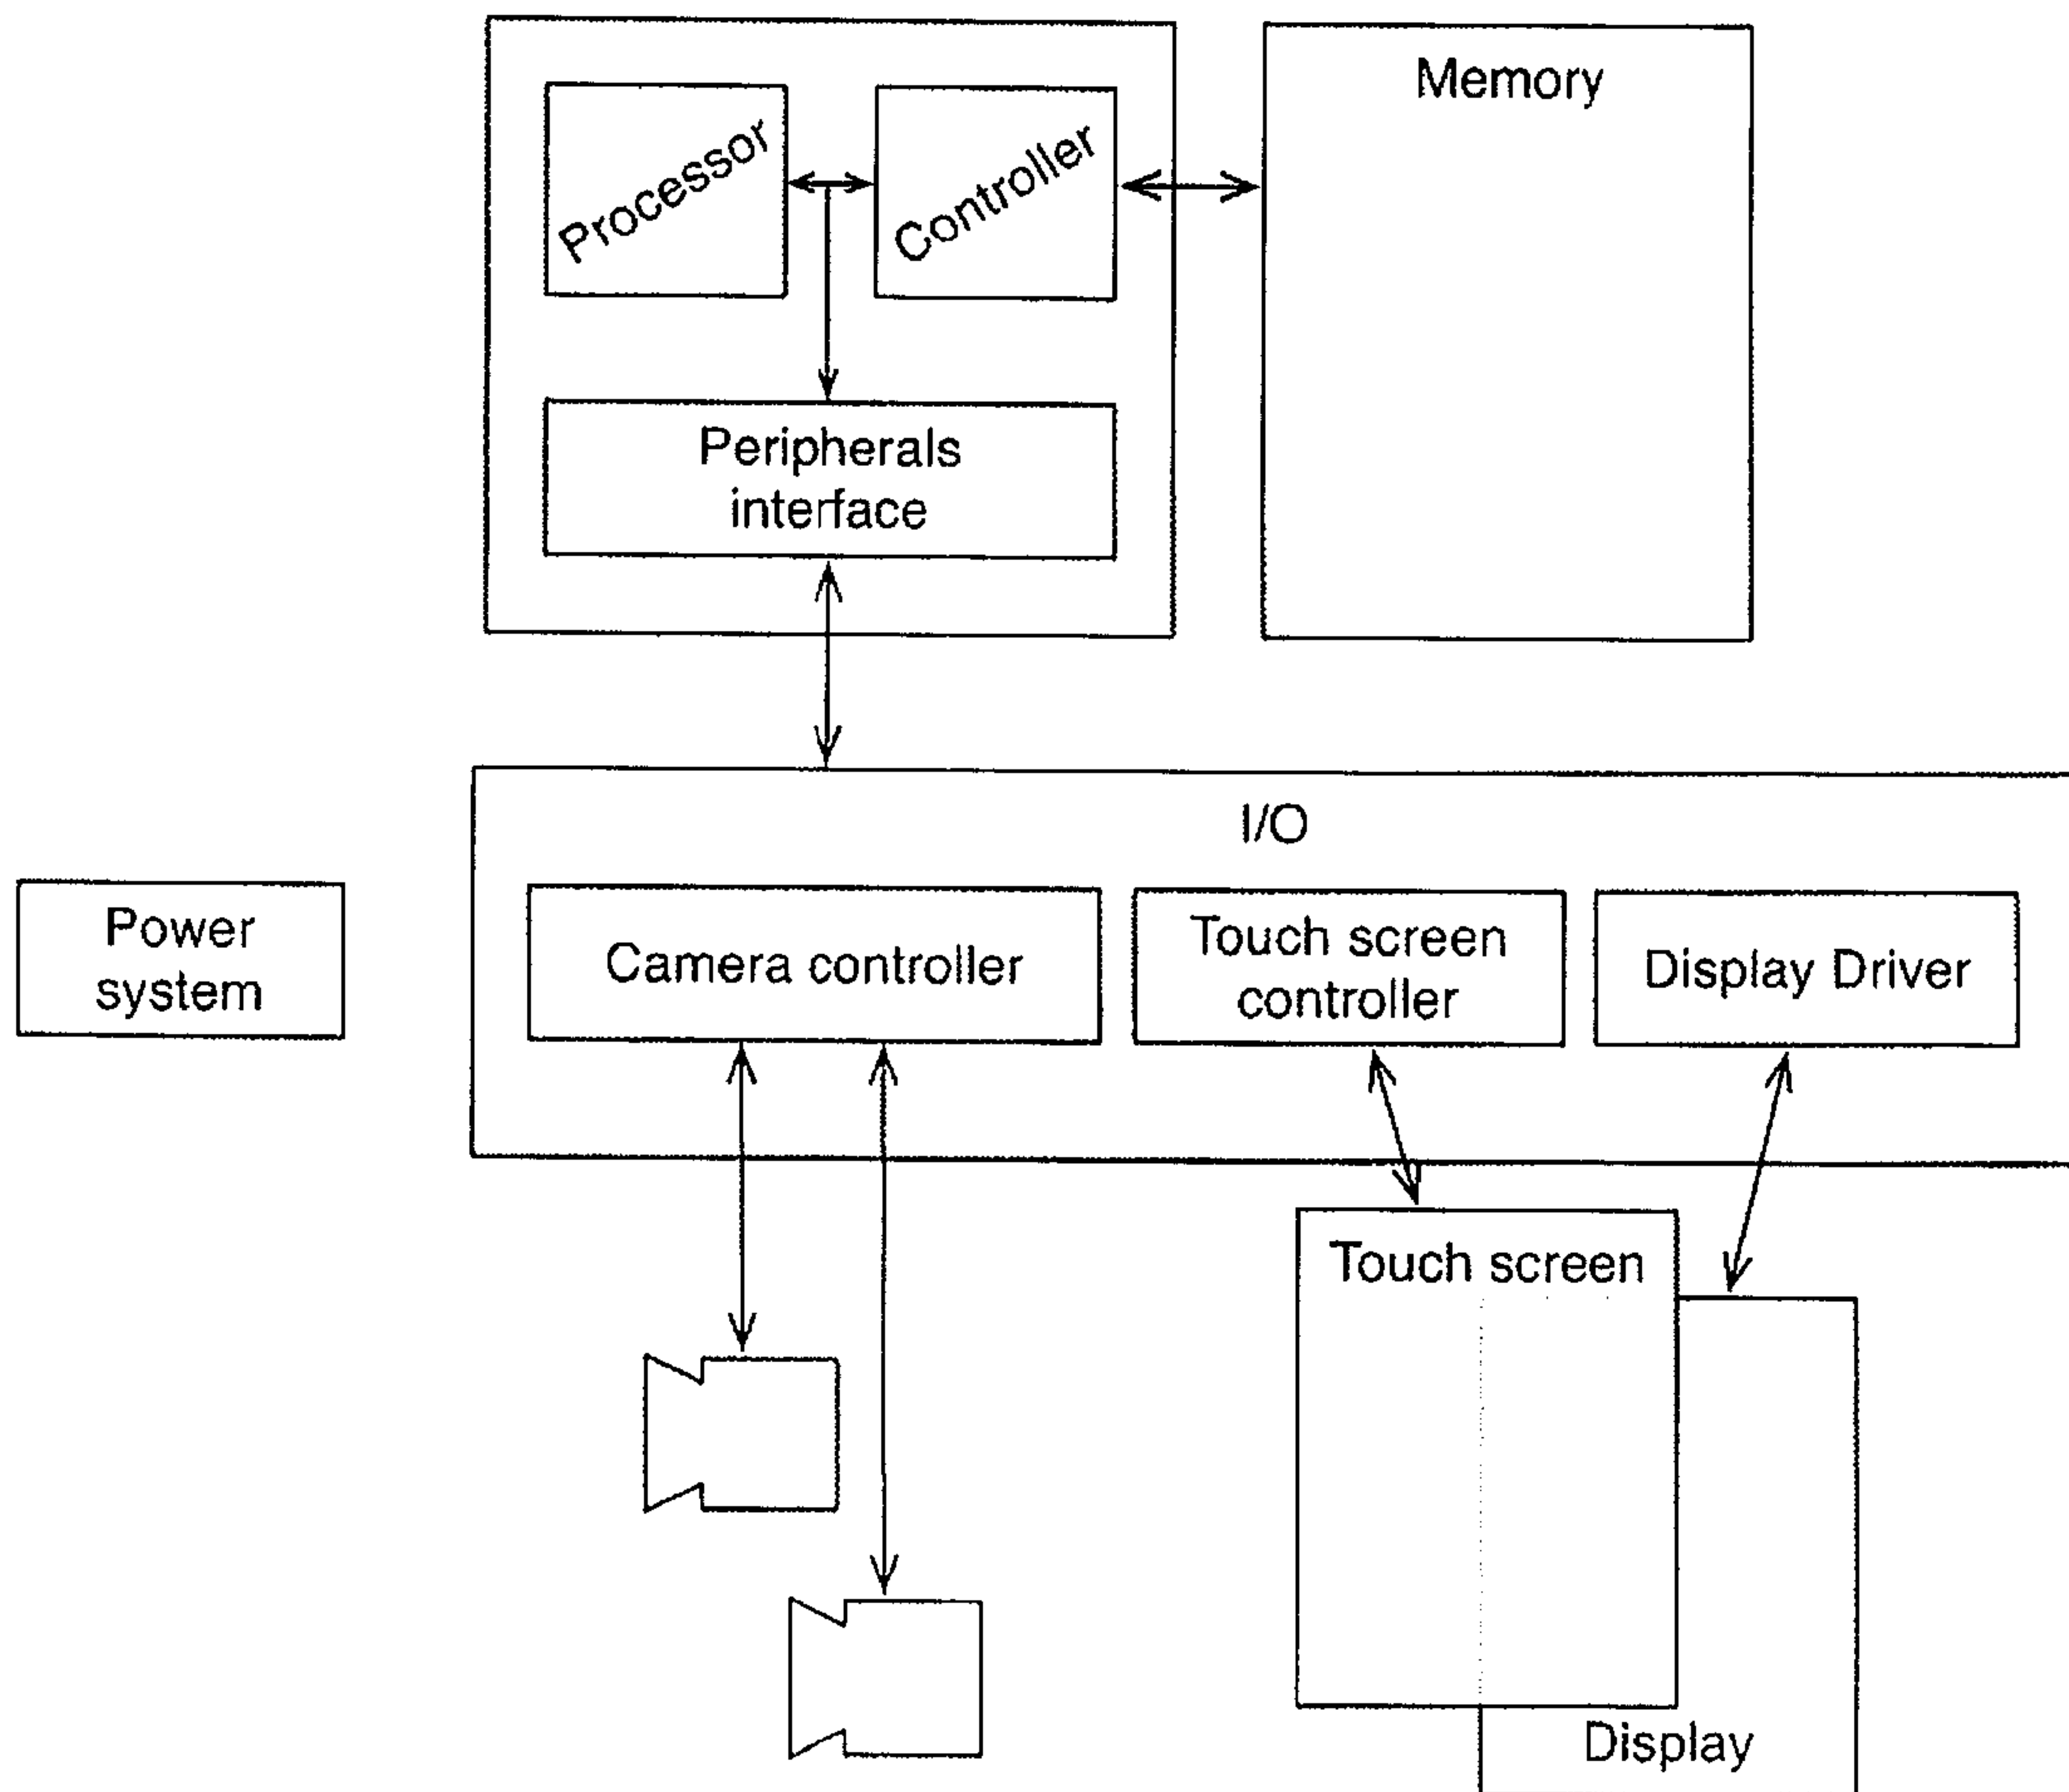 Memory
Processor
Controller
Peripherals
interface
I/O
Power
system
Camera controller
Touch screen
controller
Display Driver
Touch screen
Display